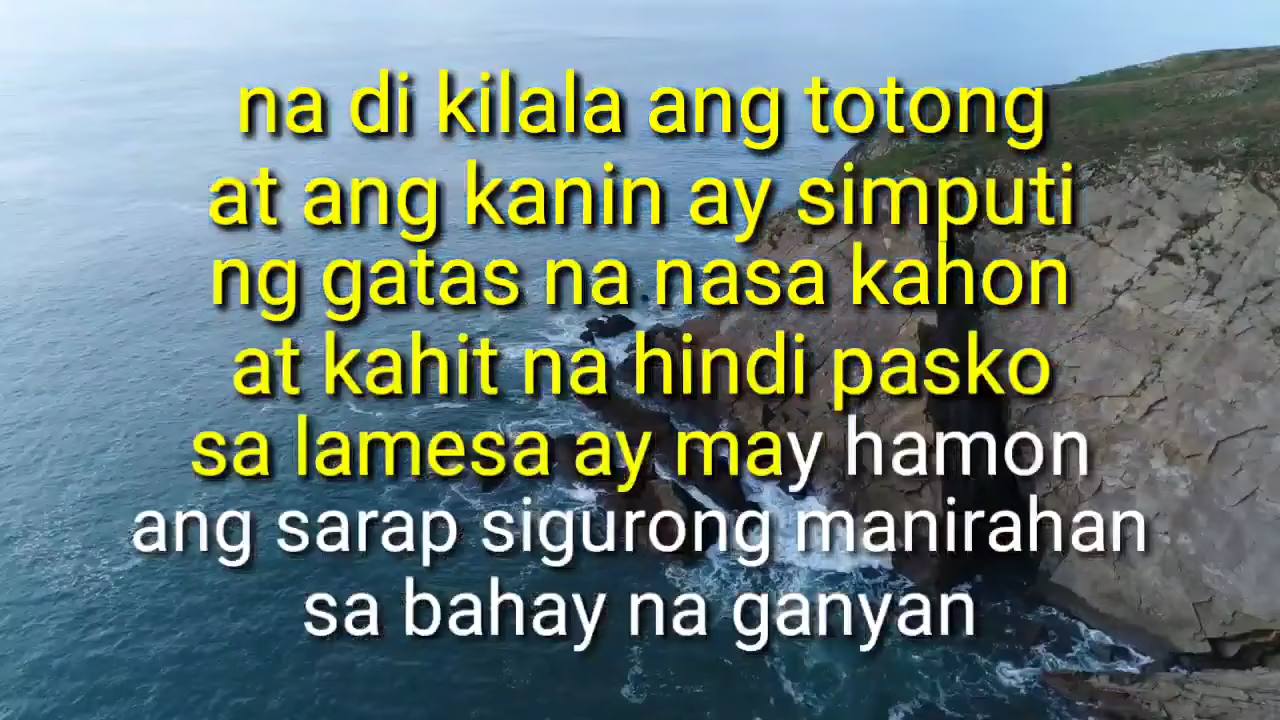 na di kilala ang totong
at ang kanin ay simputi
ng gatas na nasa kahon
at kahit na hindi pasko
sa lamesa ay may hamon
ang sarap sigurong manirahan
sa bahay na ganyan